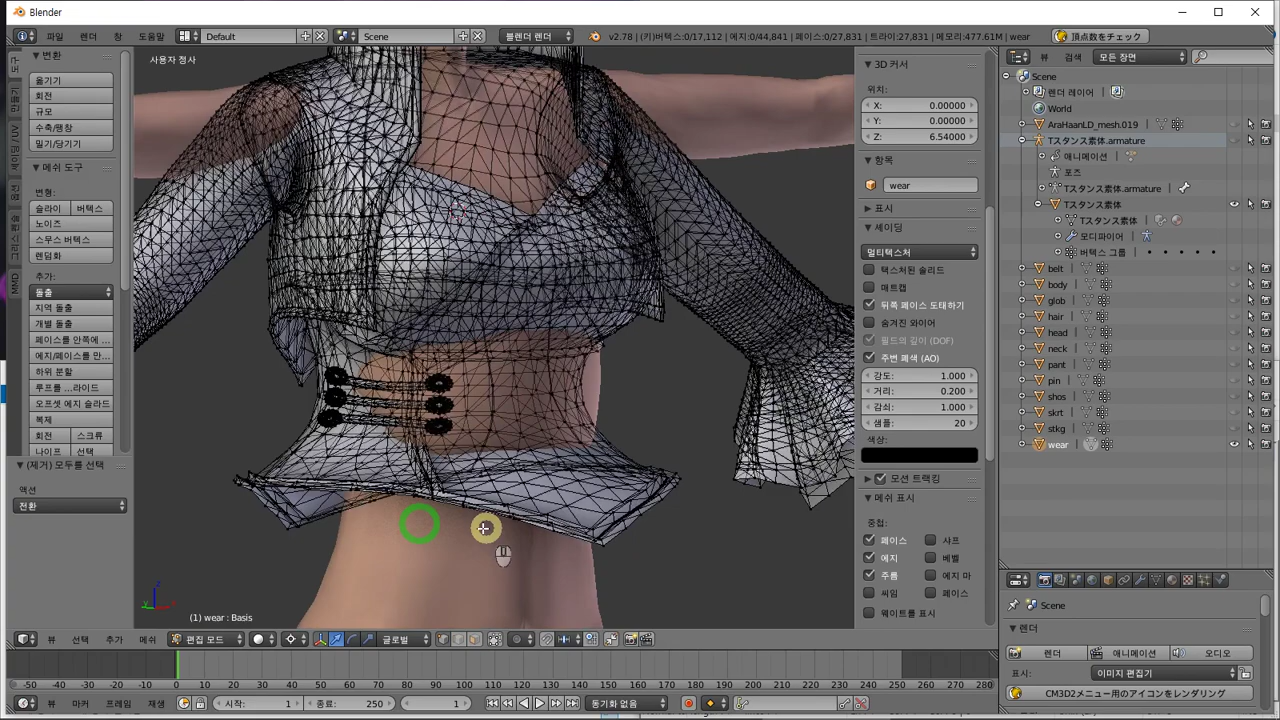 Blender
파일
렌더
창
도움말
Default
Scene
블렌더 렌더
v2.78 | (키)버텍스:0/17,112 | 에지:0/44,841 | 페이스:0/27,831 | 트라이:27,831 | 메모리:477.61M | wear
頂点数をチェック
▼ 변환
옮기기
회전
규모
수축/팽창
밀기/당기기
▼ 메쉬 도구
변형:
슬라이 버텍스
노이즈
스무스 버텍스
렌덤화
추가:
돌출
지역 돌출
개별 돌출
페이스를 안쪽에 ...
에지/페이스를 만...
하위 분할
루프를 ...라이드
오프셋 에지 슬라드
복제
회전 스크류
▼ (제거) 모두를 선택
액션
전환
MMD
사용자 정사
(1) wear : Basis
▼ 3D 커서
위치:
X: 0.00000
Y: 0.00000
Z: 6.54000
▼ 항목
wear
▶ 표시
▼ 셰이딩
멀티텍스처
텍스처된 솔리드
매트캡
뒤쪽 페이스 도태하기
숨겨진 와이어
필드의 깊이 (DOF)
주변 폐색 (AO)
강도: 1.000
거리: 0.200
감쇠: 1.000
샘플: 20
색상:
▶ 모션 트랙킹
▼ 메쉬 표시
중첩:
페이스 샤프
에지 베벨
주름 에지 마
씨임 페이스
웨이트를 표시
뷰 검색 모든 장면
Scene
렌더 레이어
World
AraHaanLD_mesh.019
Tスタンス素体.armature
애니메이션
포즈
Tスタンス素体.armature
Tスタンス素体
Tスタンス素体
모디파이어
버텍스 그룹
belt
body
glob
hair
head
neck
pant
pin
shos
skrt
stkg
wear
Scene
▼ 렌더
렌더 애니메이션 오디오
표시: 이미지 편집기
CM3D2メニュー用のアイコンをレンダリング
뷰 선택 추가 메쉬 편집 모드 글로벌
-50 -40 -30 -20 -10 0 10 20 30 40 50 60 70 80 90 100 110 120 130 140 150 160 170 180 190 200 210 220 230 240 250 260 270 280
뷰 마커 프레임 재생 시작: 1 종료: 250 1 동기화 없음